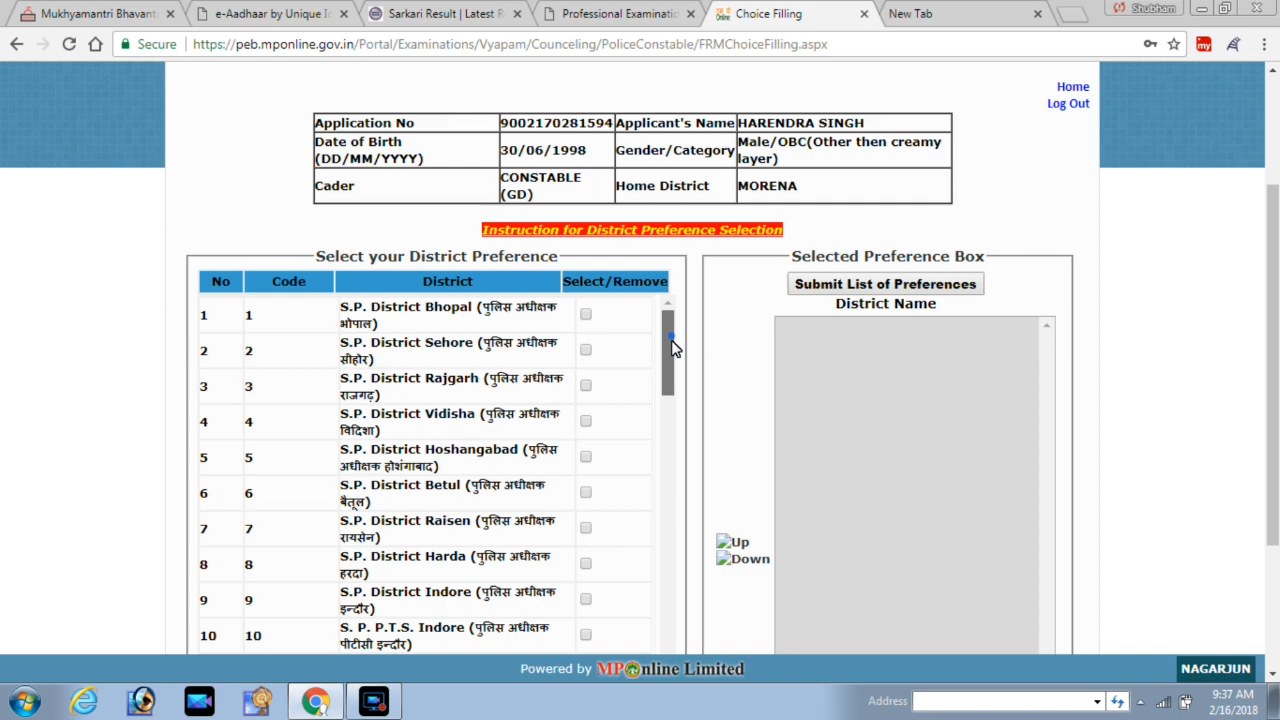 Mukhyamantri Bhavant
e-Aadhaar by Unique Id
Sarkari Result | Latest R
Professional Examinatio
Choice Filling
New Tab
Shubham
Secure
https://peb.mponline.gov.in/Portal/Examinations/Vyapam/Counceling/PoliceConstable/FRMChoiceFilling.aspx
my
Home
Log Out
Application No 9002170281594 Applicant's Name HARENDRA SINGH
Date of Birth (DD/MM/YYYY) 30/06/1998 Gender/Category Male/OBC(Other then creamy layer)
Cader CONSTABLE (GD) Home District MORENA
Instruction for District Preference Selection
Select your District Preference
Selected Preference Box
No Code District Select/Remove
Submit List of Preferences
District Name
1 1 S.P. District Bhopal (पुलिस अधीक्षक भोपाल)
2 2 S.P. District Sehore (पुलिस अधीक्षक सीहोर)
3 3 S.P. District Rajgarh (पुलिस अधीक्षक राजगढ़)
4 4 S.P. District Vidisha (पुलिस अधीक्षक विदिशा)
5 5 S.P. District Hoshangabad (पुलिस अधीक्षक होशंगाबाद)
6 6 S.P. District Betul (पुलिस अधीक्षक बैतूल)
7 7 S.P. District Raisen (पुलिस अधीक्षक रायसेन)
8 8 S.P. District Harda (पुलिस अधीक्षक हरदा)
9 9 S.P. District Indore (पुलिस अधीक्षक इन्दौर)
10 10 S. P. P.T.S. Indore (पुलिस अधीक्षक पीटीसी इन्दौर)
Up
Down
Powered by MPOnline Limited
NAGARJUN
Address
9:37 AM
2/16/2018